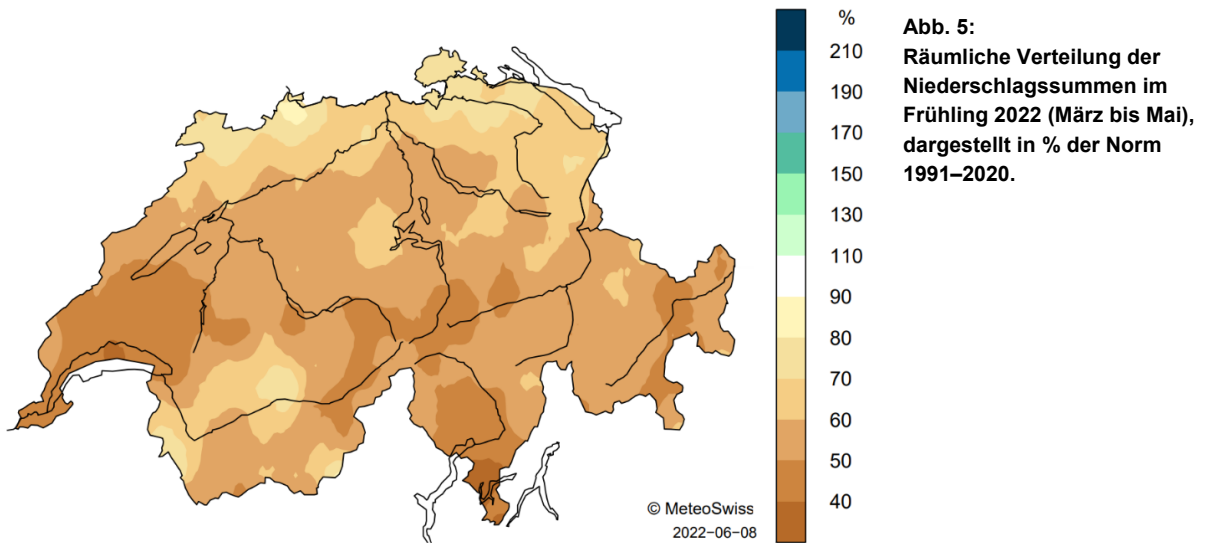 %
210
190
170
150
130
110
90
80
70
60
50
40
© MeteoSwiss
2022−06−08
Abb. 5:
Räumliche Verteilung der
Niederschlagssummen im
Frühling 2022 (März bis Mai),
dargestellt in % der Norm
1991–2020.